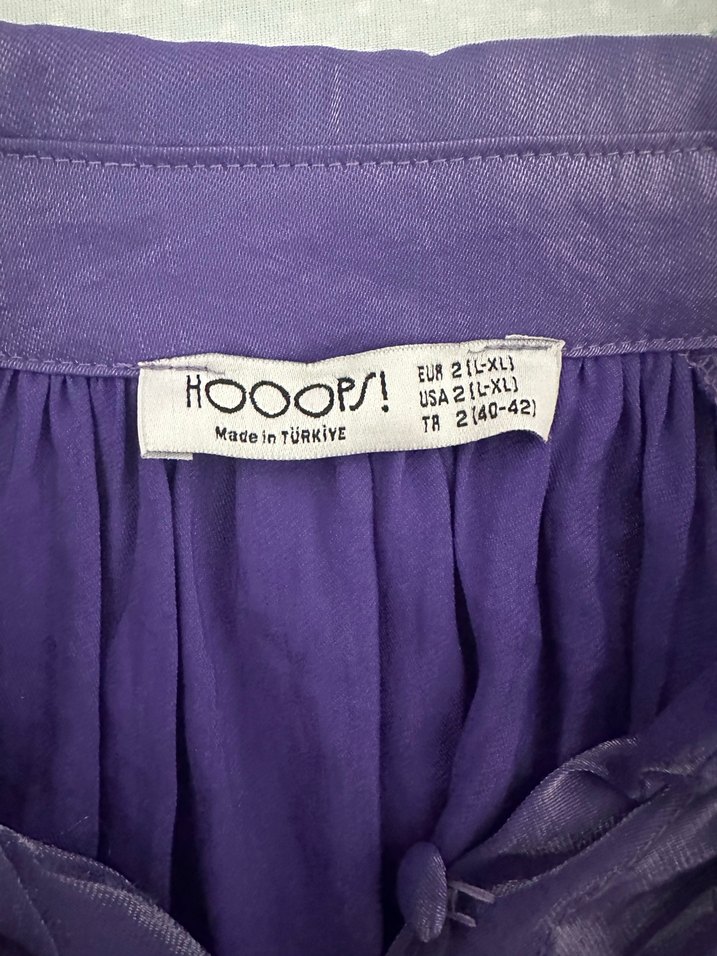 HOOOPS!
Made in TÜRKİYE
EUR 2 (L-XL)
USA 2 (L-XL)
TR 2 (40-42)